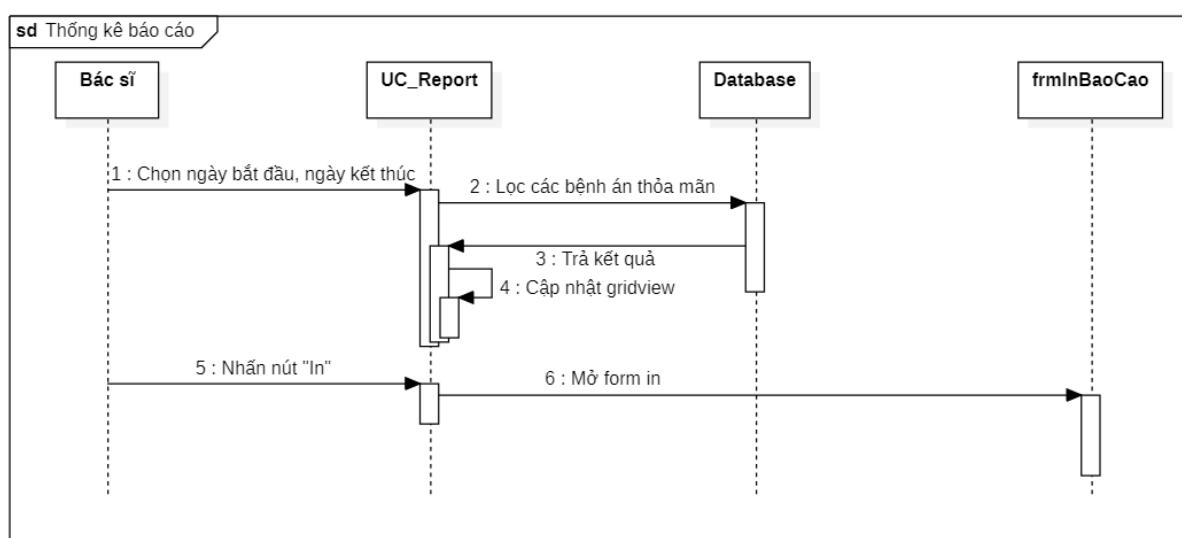 sd Thống kê báo cáo
Bác sĩ
UC_Report
Database
frmInBaoCao
1 : Chọn ngày bắt đầu, ngày kết thúc
2 : Lọc các bệnh án thỏa mãn
3 : Trả kết quả
4 : Cập nhật gridview
5 : Nhấn nút "In"
6 : Mở form in